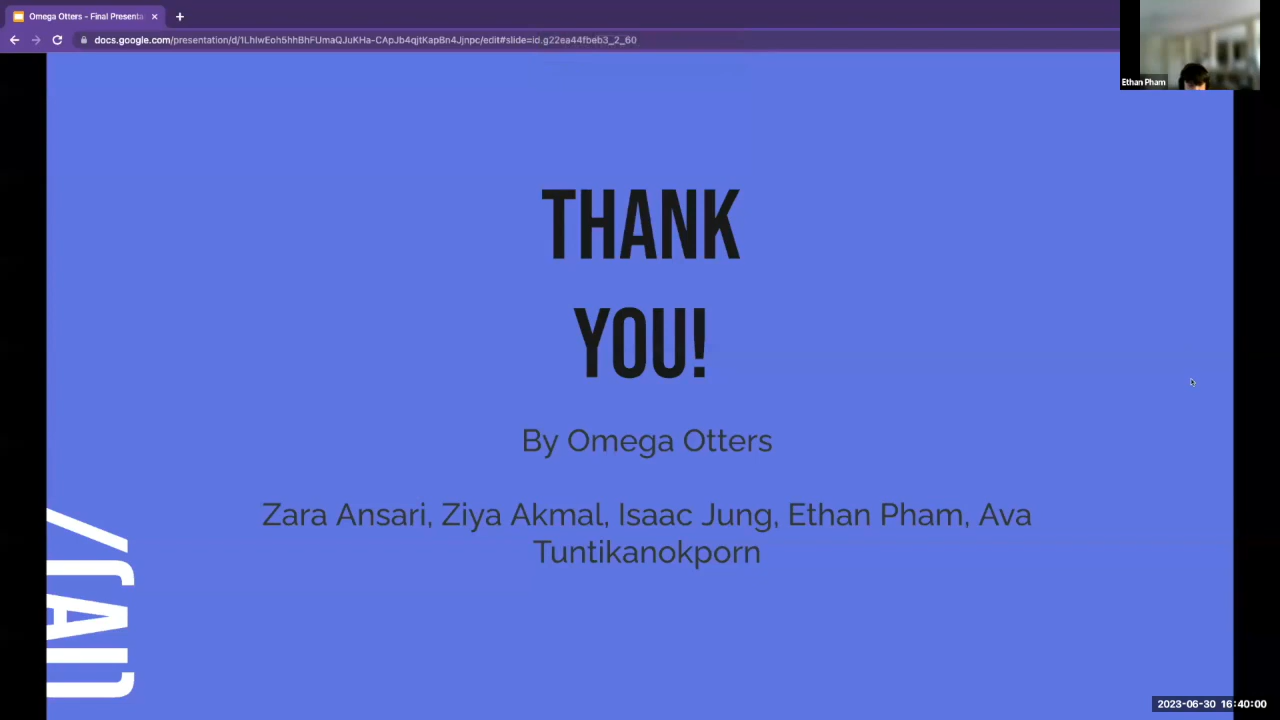 Omega Otters - Final Presenta
docs.google.com/presentation/d/1LhIwEoh5hhBhFUmaQJuKHa-CApJb4qjtKapBn4Jjnpc/edit#slide=id.g22ea44fbeb3_2_60
Ethan Pham
THANK
YOU!
By Omega Otters
Zara Ansari, Ziya Akmal, Isaac Jung, Ethan Pham, Ava
Tuntikanokporn
2023-06-30 16:40:00